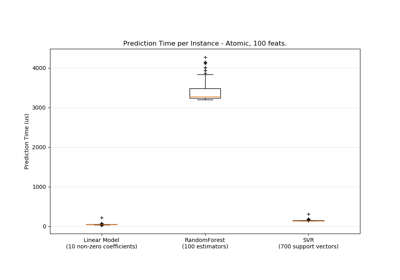 Prediction Time per Instance - Atomic, 100 feats.
Prediction Time (us)
4000
3000
2000
1000
0
Linear Model
(10 non-zero coefficients)
RandomForest
(100 estimators)
SVR
(700 support vectors)